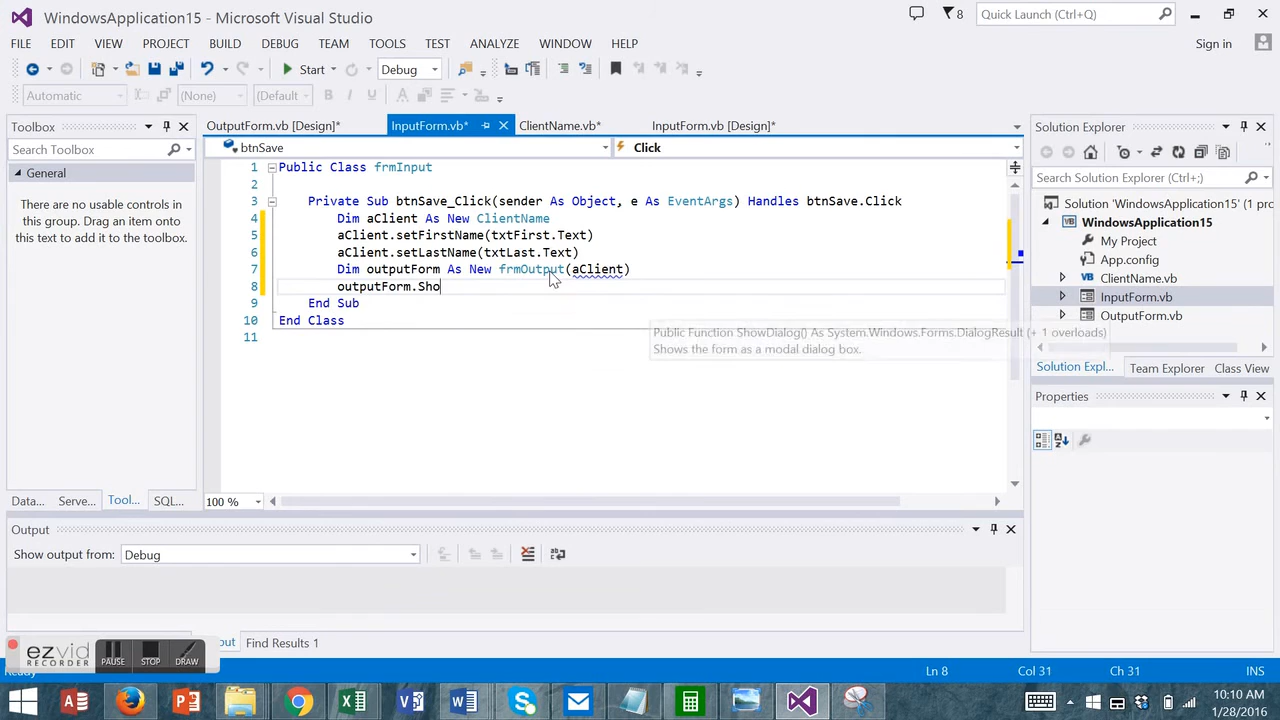 WindowsApplication15 - Microsoft Visual Studio
8
Quick Launch (Ctrl+Q)
FILE EDIT VIEW PROJECT BUILD DEBUG TEAM TOOLS TEST ANALYZE WINDOW HELP
Sign in
Start
Debug
Automatic
(None)
(Default
B I U A
Toolbox
Search Toolbox
General
There are no usable controls in
this group. Drag an item onto
this text to add it to the toolbox.
Data... Serve... Tool... SQL...
OutputForm.vb [Design]* InputForm.vb* ClientName.vb* InputForm.vb [Design]*
btnSave
Click
1 Public Class frmInput
2
3 Private Sub btnSave_Click(sender As Object, e As EventArgs) Handles btnSave.Click
4 Dim aClient As New ClientName
5 aClient.setFirstName(txtFirst.Text)
6 aClient.setLastName(txtLast.Text)
7 Dim outputForm As New frmOutput(aClient)
8 outputForm.Sho
9 End Sub
10 End Class
11
Public Function ShowDialog() As System.Windows.Forms.DialogResult (+ 1 overloads)
Shows the form as a modal dialog box.
100 %
Solution Explorer
Search Solution Explorer (Ctrl+;)
Solution 'WindowsApplication15' (1 proj
WindowsApplication15
My Project
App.config
VB ClientName.vb
InputForm.vb
OutputForm.vb
Solution Expl... Team Explorer Class View
Properties
Output
Show output from: Debug
ezvid
RECORDER
PAUSE STOP DRAW
Find Results 1
Ln 8 Col 31 Ch 31 INS
10:10 AM
1/28/2016